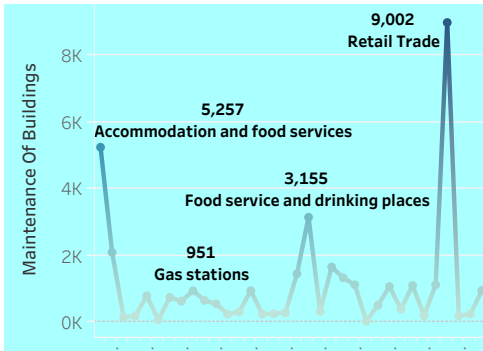 9,002
Retail Trade
8K
5,257
6K
Accommodation and food services
Maintenance Of Buildings
3,155
4K
Food service and drinking places
951
2K
Gas stations
0K